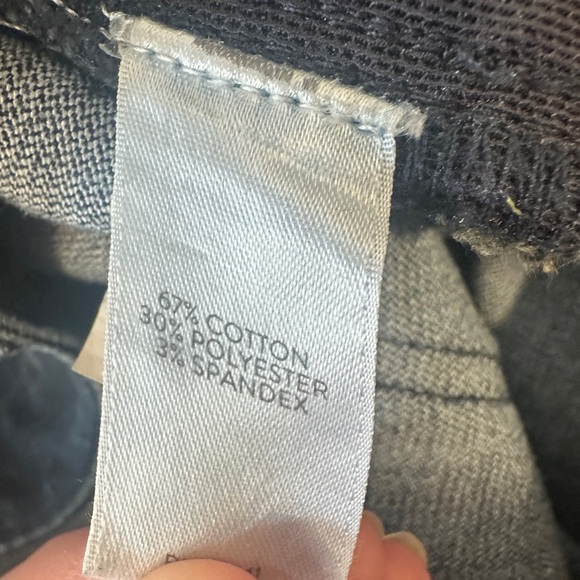 67% COTTON
30% POLYESTER
3% SPANDEX